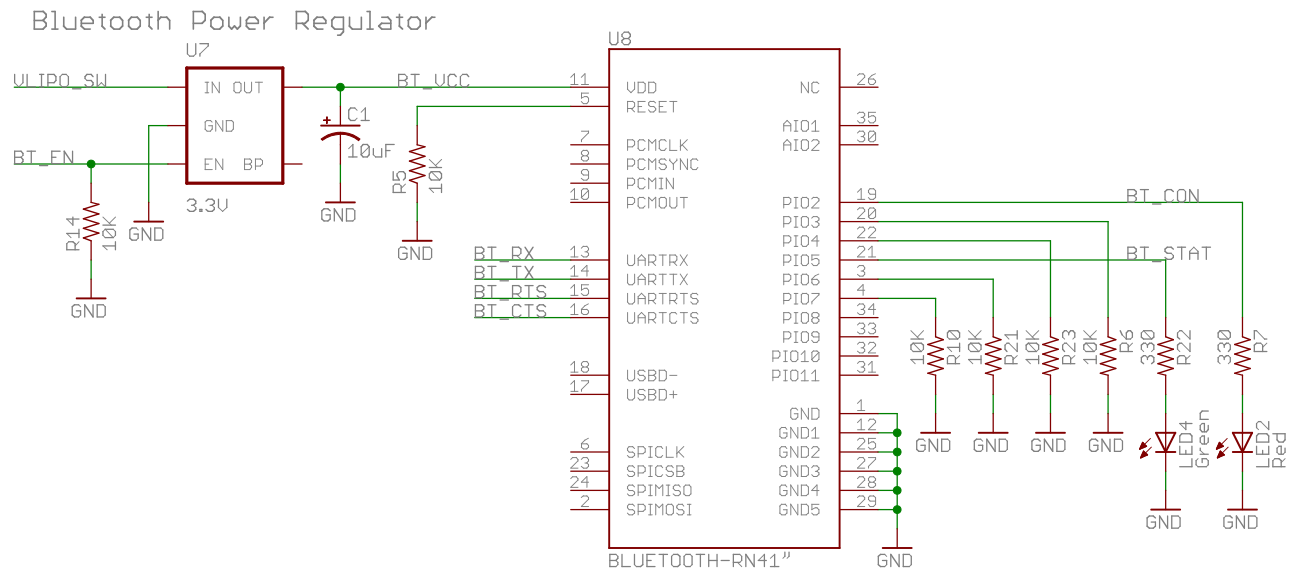 Bluetooth Power Regulator
U7
VLIPO_SW
IN OUT
GND
BT_EN
EN BP
3.3V
R14
10K
GND
GND
BT_VCC
C1
10uF
GND
R5
10K
GND
U8
11 VDD
5 RESET
7 PCMCLK
8 PCMSYNC
9 PCMIN
10 PCMOUT
BT_RX 13 UARTRX
BT_TX 14 UARTTX
BT_RTS 15 UARTRTS
BT_CTS 16 UARTCTS
18 USBD-
17 USBD+
6 SPICLK
23 SPICSB
24 SPIMISO
2 SPIMOSI
NC 26
AIO1 35
AIO2 30
PIO2 19 BT_CON
PIO3 20
PIO4 22
PIO5 21 BT_STAT
PIO6 3
PIO7 4
PIO8 34
PIO9 33
PIO10 32
PIO11 31
GND 1
GND1 12
GND2 25
GND3 27
GND4 28
GND5 29
BLUETOOTH-RN41"
GND
10K
R10
GND
10K
R21
GND
10K
R23
GND
10K
R6
GND
330
R22
LED4
Green
GND
330
R7
LED2
Red
GND